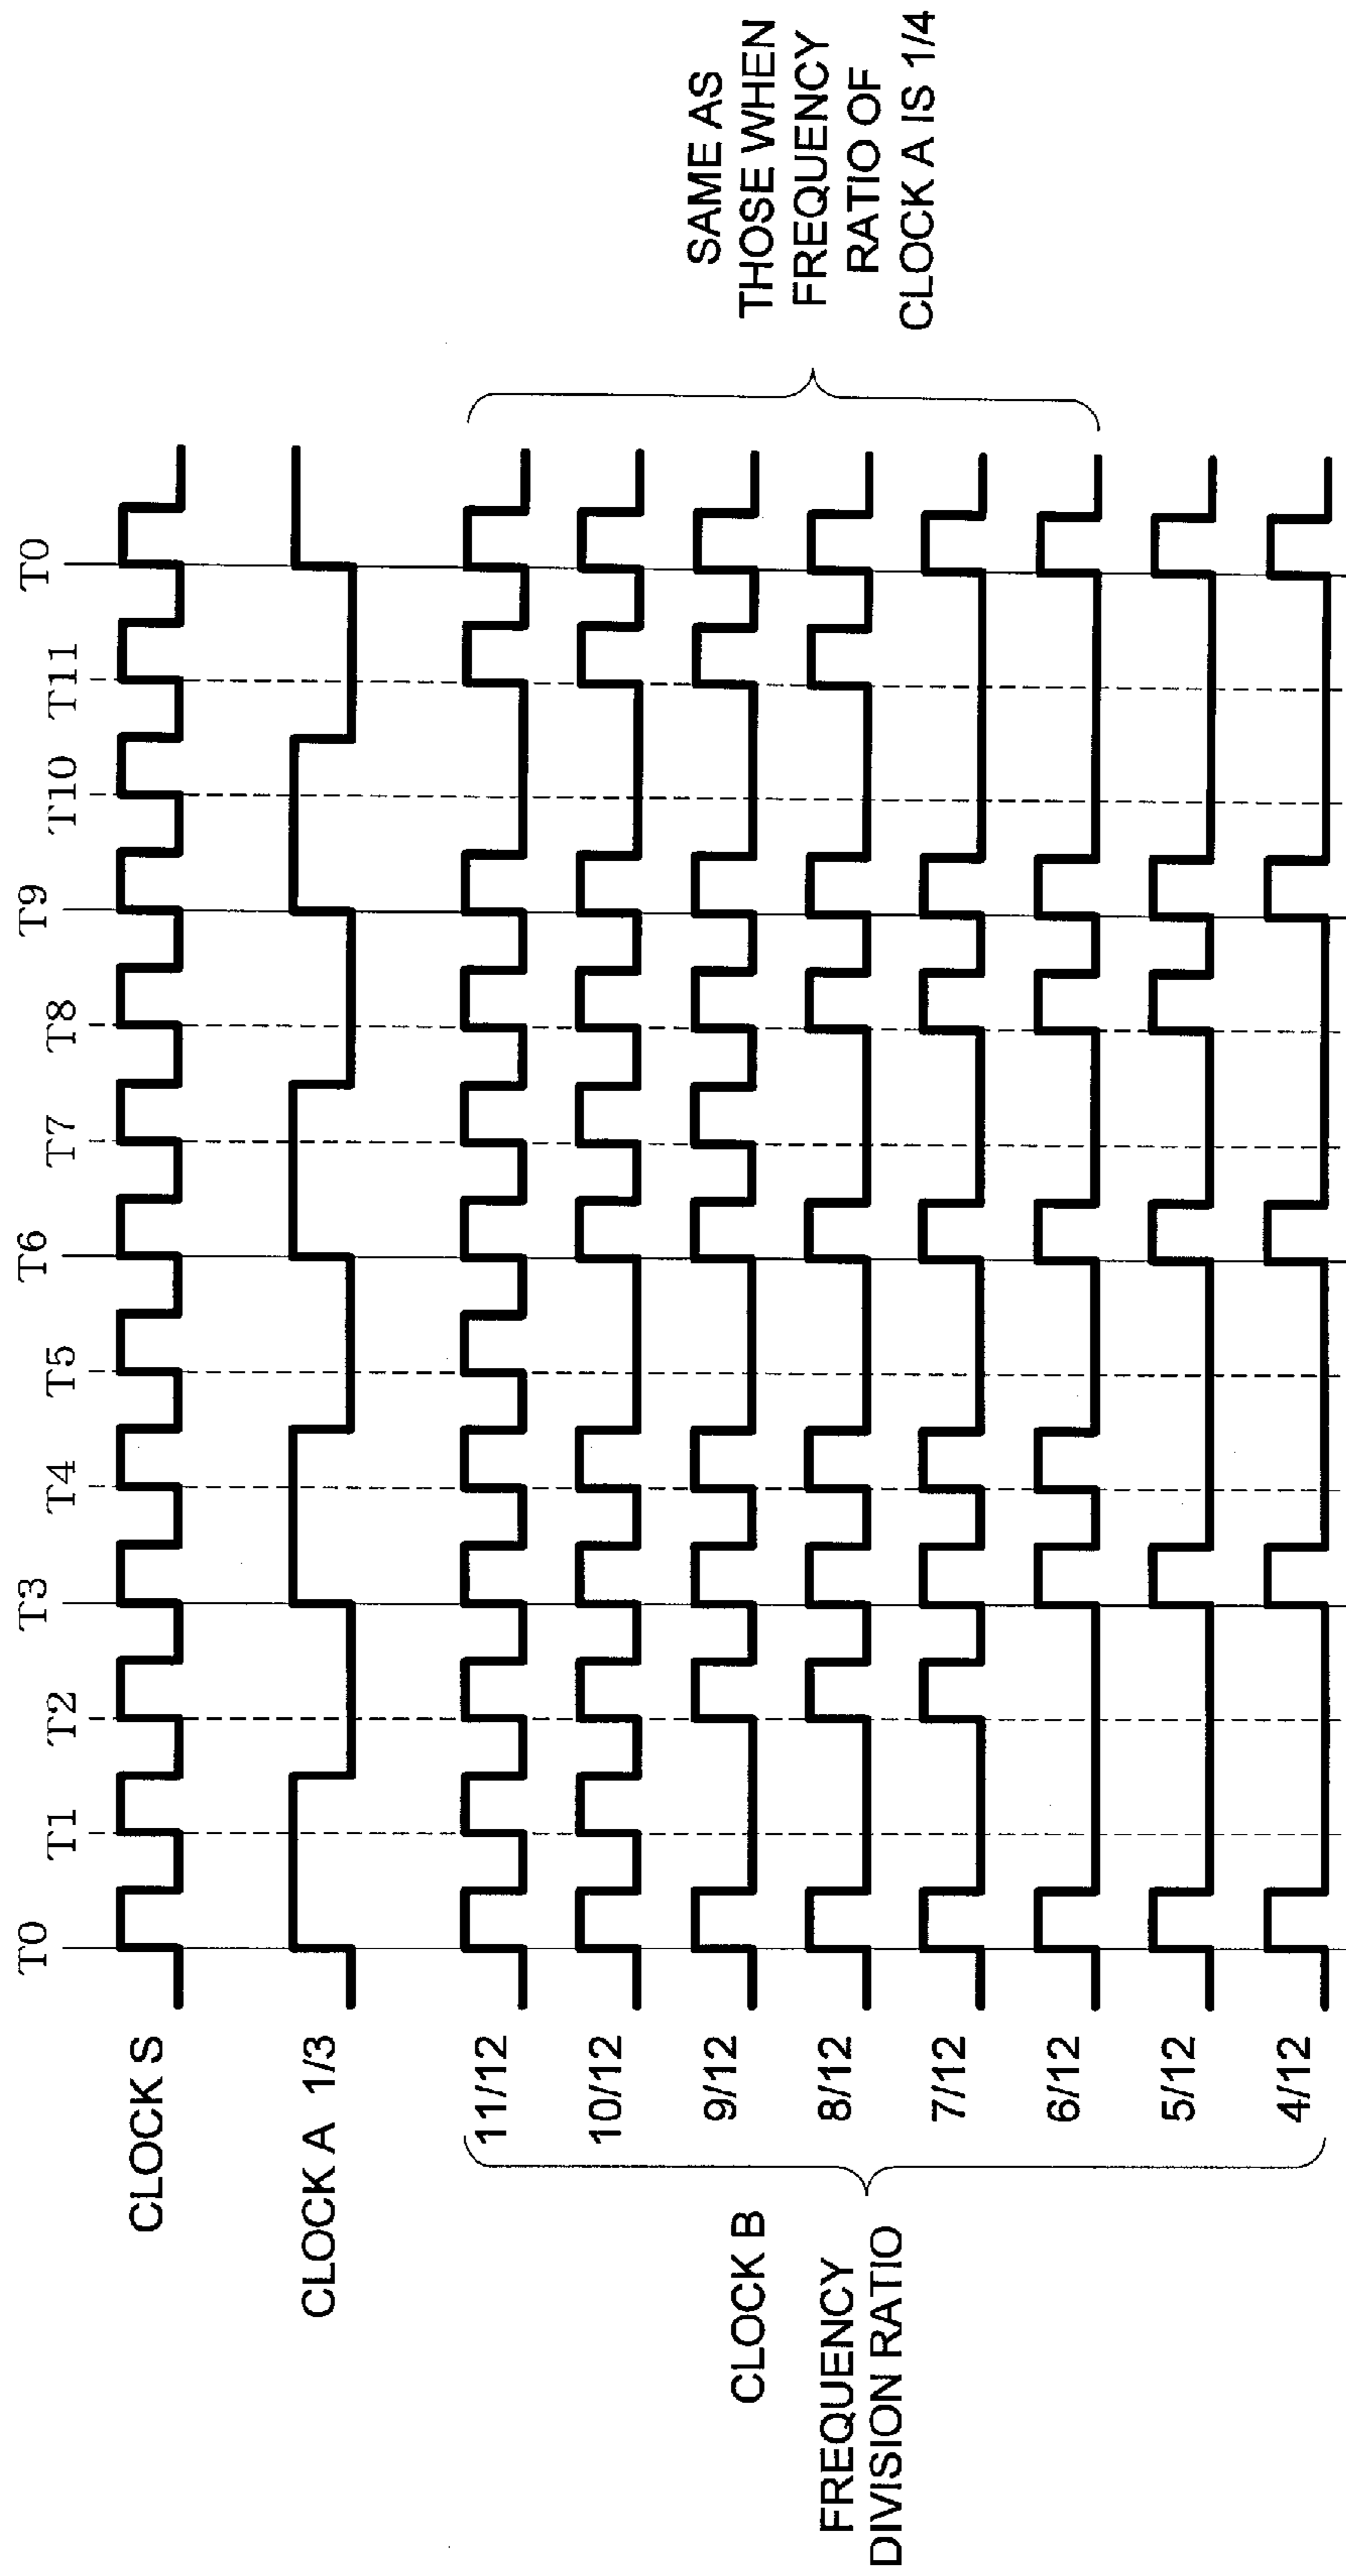 T0 T1 T2 T3 T4 T5 T6 T7 T8 T9 T10 T11 T0
CLOCK S
CLOCK A 1/3
CLOCK B
FREQUENCY
DIVISION RATIO
11/12
10/12
9/12
8/12
7/12
6/12
5/12
4/12
SAME AS
THOSE WHEN
FREQUENCY
RATIO OF
CLOCK A IS 1/4